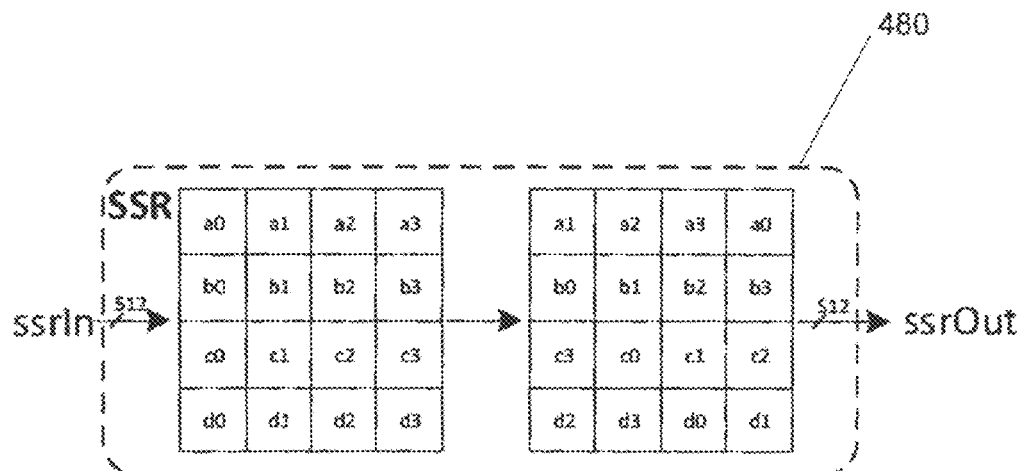 480
SSR
a0 a1 a2 a3
b0 b1 b2 b3
c0 c1 c2 c3
d0 d1 d2 d3
a1 a2 a3 a0
b0 b1 b2 b3
c3 c0 c1 c2
d2 d3 d0 d1
ssrIn
512
512
ssrOut